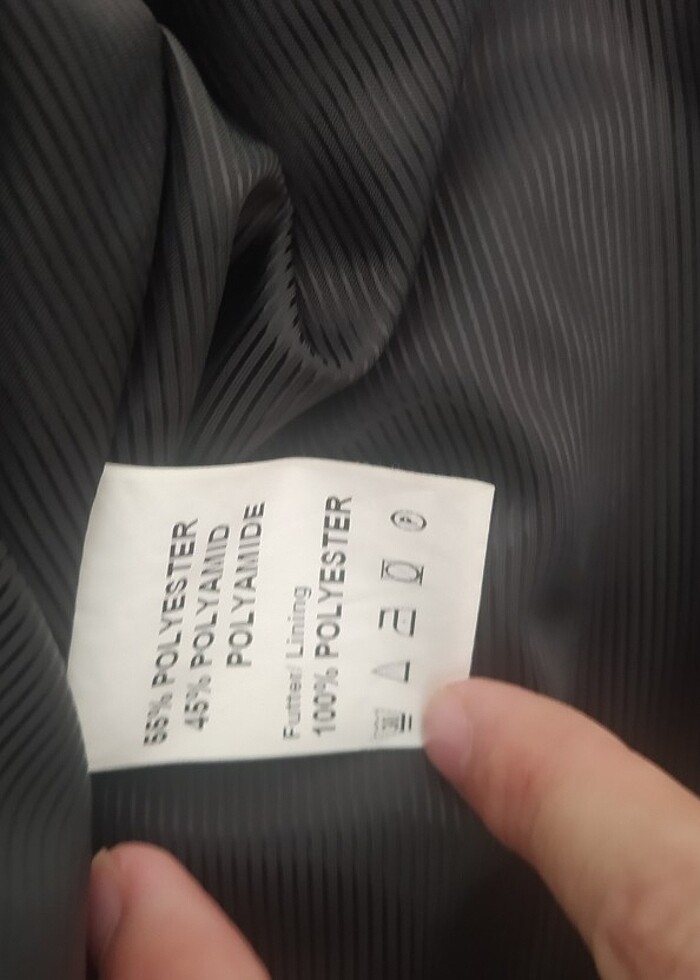 55% POLYESTER
45% POLYAMID
POLYAMIDE
Futter/ Lining
100% POLYESTER